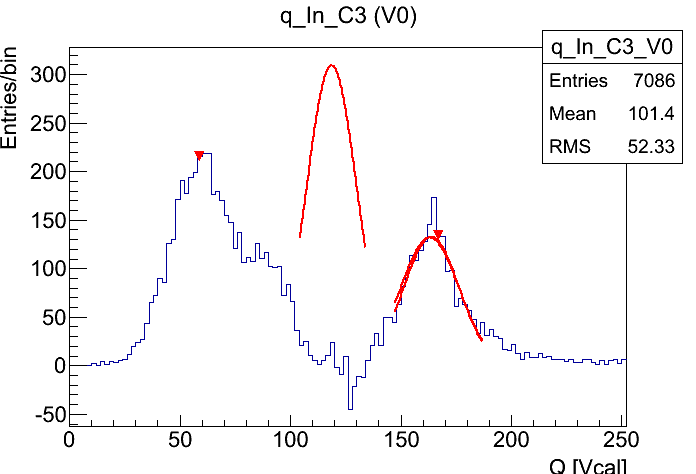 q_In_C3 (V0)
q_In_C3_V0
Entries 7086
Mean 101.4
RMS 52.33
Entries/bin
300
250
200
150
100
50
0
-50
0 50 100 150 200 250
Q [Vcal]